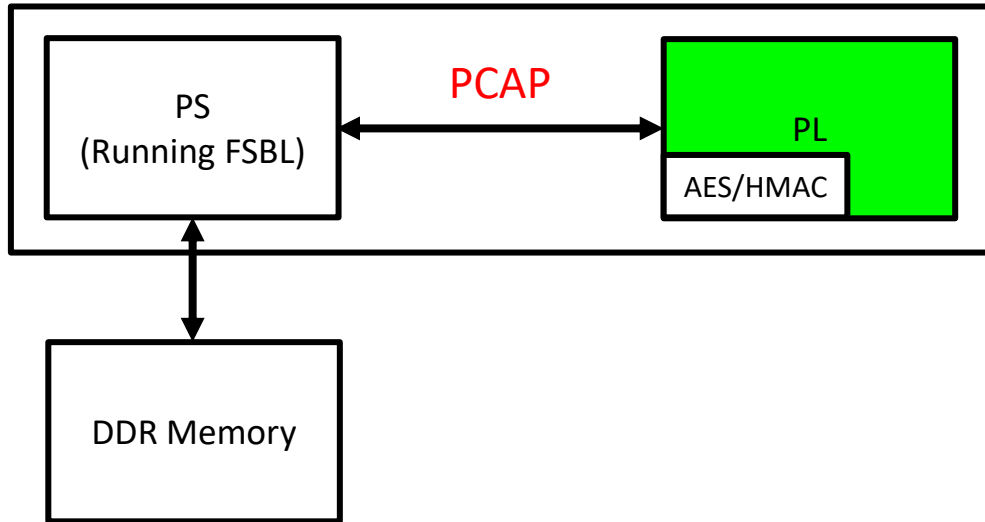 PS
(Running FSBL)
PCAP
PL
AES/HMAC
DDR Memory